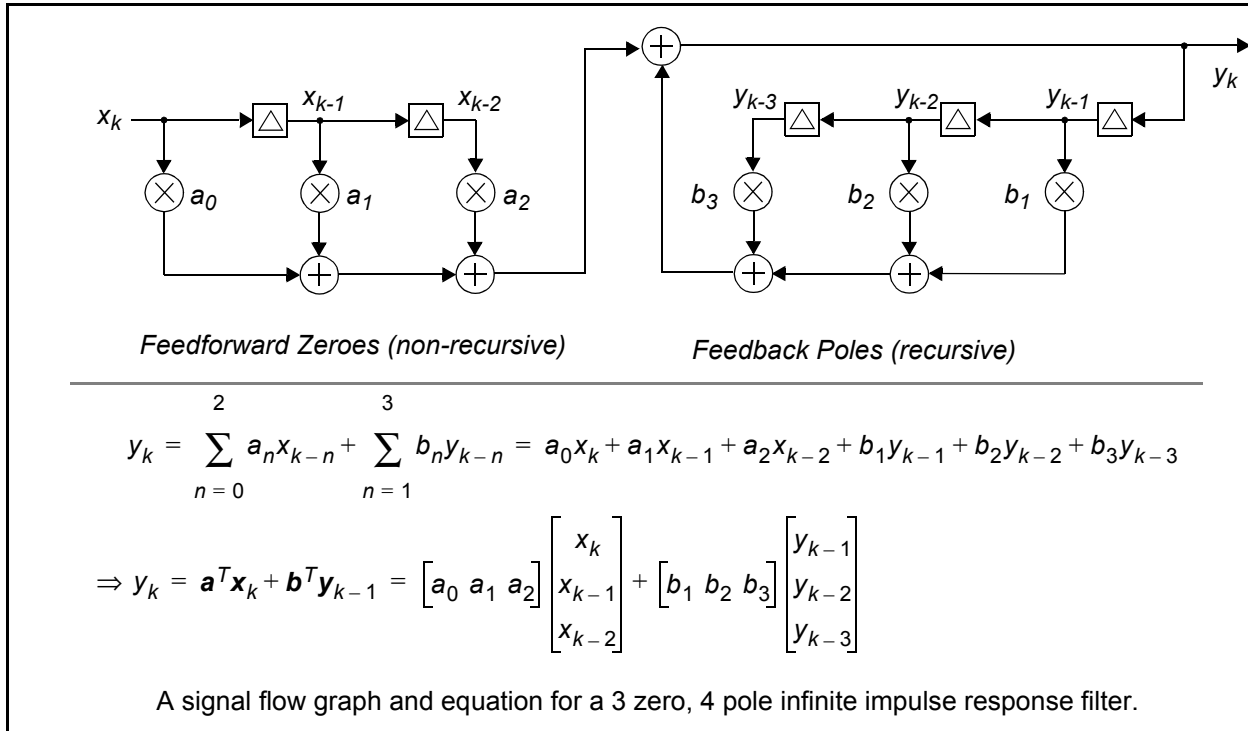 y_k
x_k x_{k-1} x_{k-2} y_{k-3} y_{k-2} y_{k-1}
a_0 a_1 a_2 b_3 b_2 b_1
Feedforward Zeroes (non-recursive) Feedback Poles (recursive)
y_k = \sum_{n = 0}^{2} a_n x_{k-n} + \sum_{n = 1}^{3} b_n y_{k-n} = a_0 x_k + a_1 x_{k-1} + a_2 x_{k-2} + b_1 y_{k-1} + b_2 y_{k-2} + b_3 y_{k-3}
⇒ y_k = a^T x_k + b^T y_{k-1} = [a_0 a_1 a_2] [x_k x_{k-1} x_{k-2}] + [b_1 b_2 b_3] [y_{k-1} y_{k-2} y_{k-3}]
A signal flow graph and equation for a 3 zero, 4 pole infinite impulse response filter.